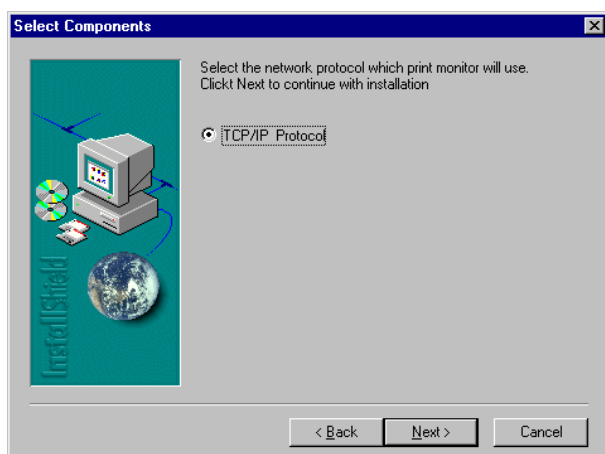 Select Components
Select the network protocol which print monitor will use.
Clickt Next to continue with installation
TCP/IP Protocol
InstallShield
< Back
Next >
Cancel